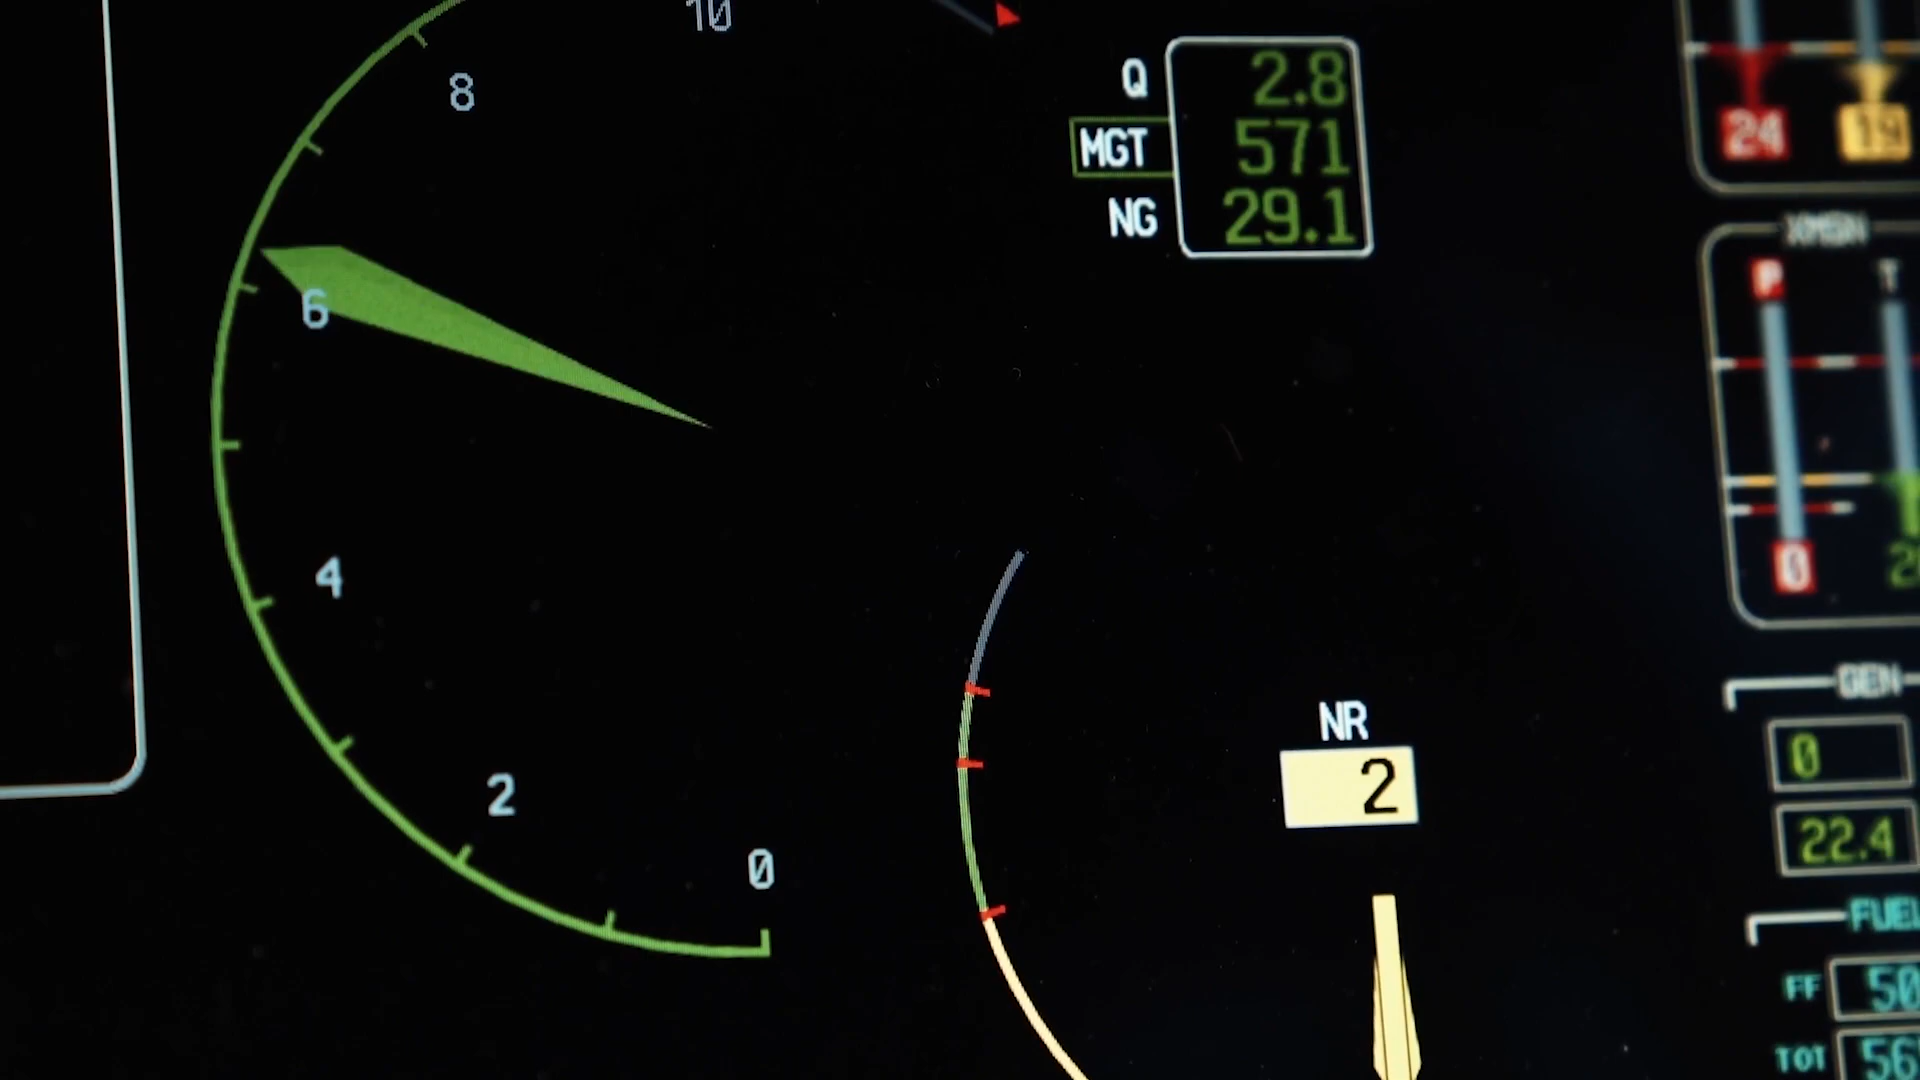 10
8
6
4
2
0
Q 2.8
MGT 571
NG 29.1
NR
2
24 19
XMSN
P T
0
GEN
0
22.4
FUEL
FF 50
TOT